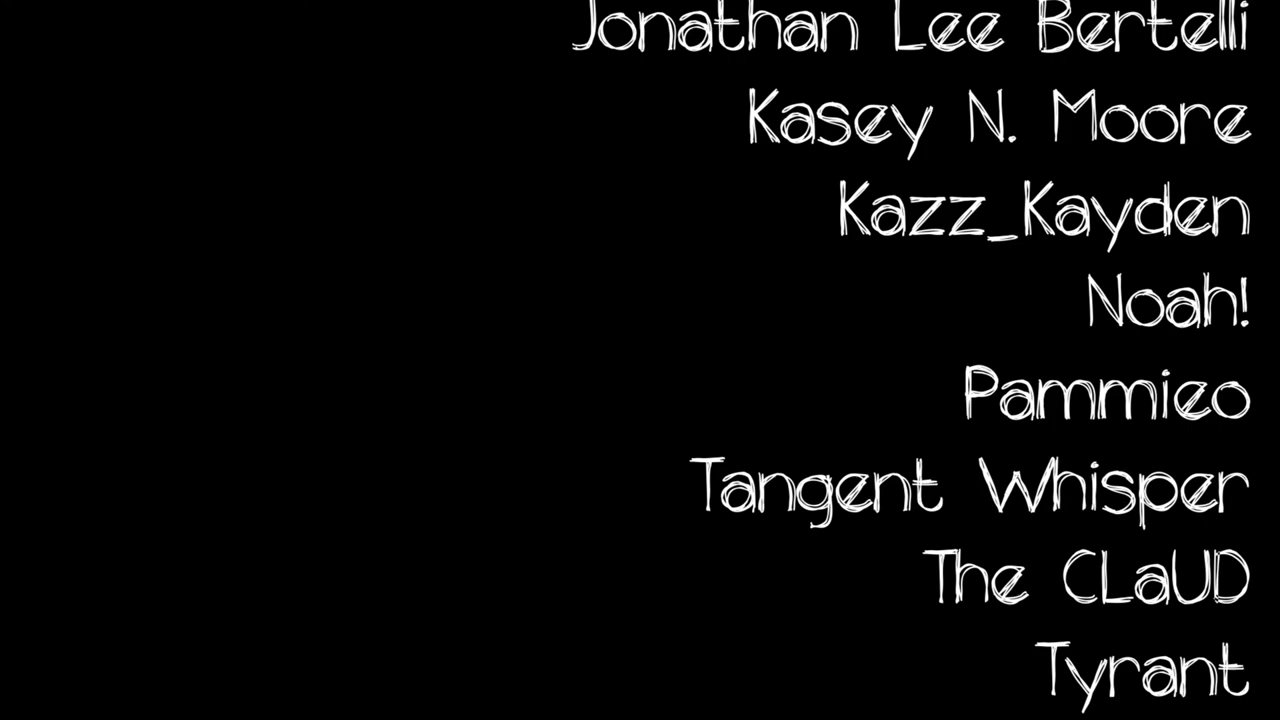 Jonathan Lee Bertelli
Kasey N. Moore
Kazz_Kayden
Noah!
Pammieo
Tangent Whisper
The CLaUD
Tyrant